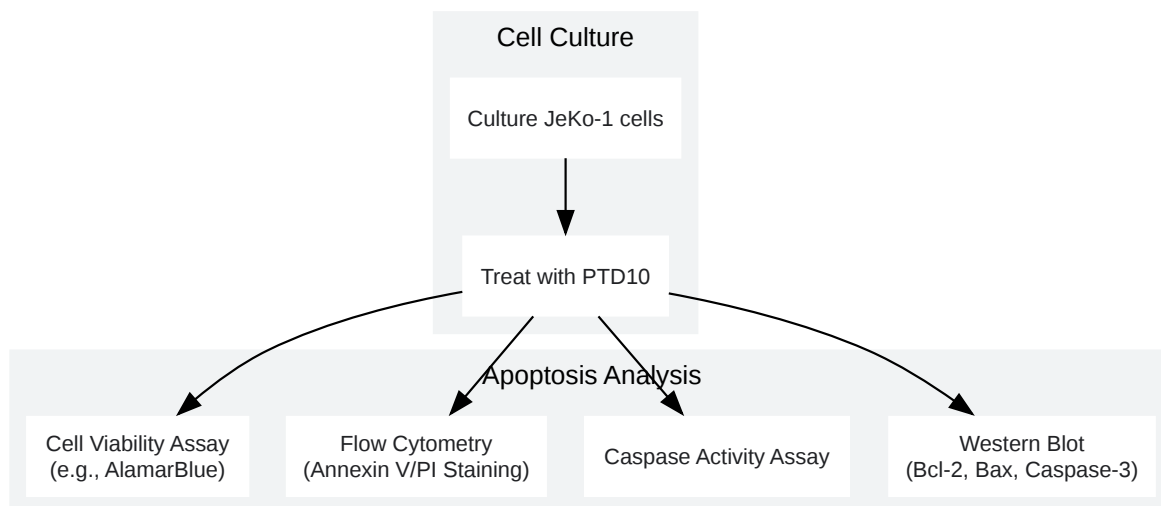 Cell Culture
Culture JeKo-1 cells
Treat with PTD10
Apoptosis Analysis
Cell Viability Assay
(e.g., AlamarBlue)
Flow Cytometry
(Annexin V/PI Staining)
Caspase Activity Assay
Western Blot
(Bcl-2, Bax, Caspase-3)